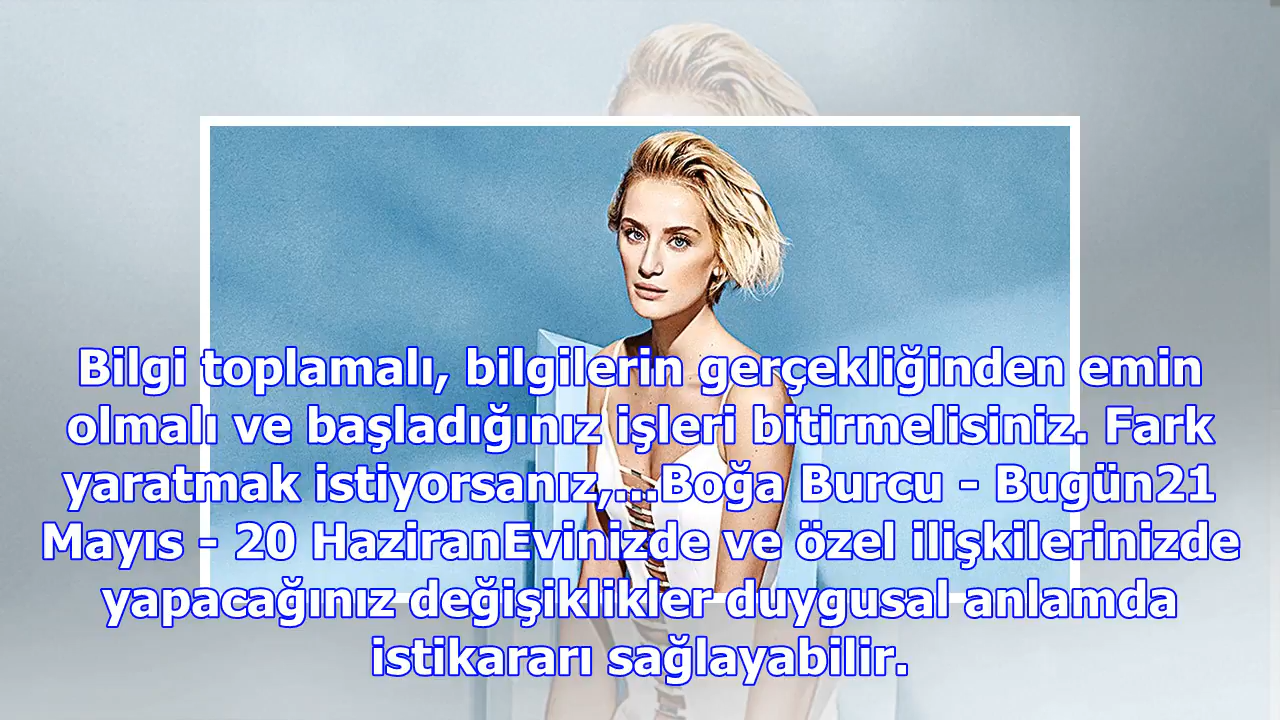 Bilgi toplamalı, bilgilerin gerçekliğinden emin
olmalı ve başladığınız işleri bitirmelisiniz. Fark
yaratmak istiyorsanız,...Boğa Burcu - Bugün21
Mayıs - 20 HaziranEvinizde ve özel ilişkilerinizde
yapacağınız değişiklikler duygusal anlamda
istikararı sağlayabilir.